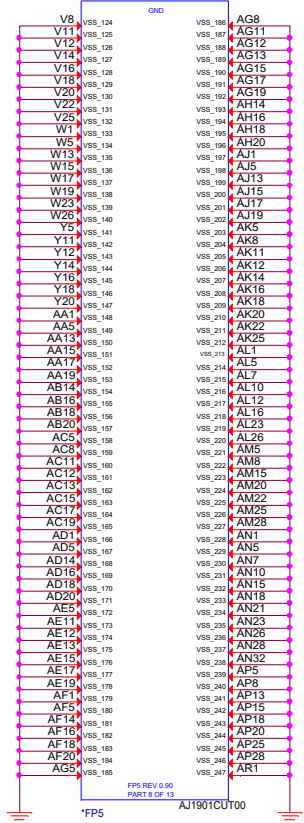 GND
V8 VSS_124 VSS_186 AG8
V11 VSS_125 VSS_187 AG11
V12 VSS_126 VSS_188 AG12
V14 VSS_127 VSS_189 AG13
V16 VSS_128 VSS_190 AG15
V18 VSS_129 VSS_191 AG17
V20 VSS_130 VSS_192 AG19
V22 VSS_131 VSS_193 AH14
V25 VSS_132 VSS_194 AH16
W1 VSS_133 VSS_195 AH18
W5 VSS_134 VSS_196 AH20
W13 VSS_135 VSS_197 AJ1
W15 VSS_136 VSS_198 AJ5
W17 VSS_137 VSS_199 AJ13
W19 VSS_138 VSS_200 AJ15
W23 VSS_139 VSS_201 AJ17
W26 VSS_140 VSS_202 AJ19
Y5 VSS_141 VSS_203 AK5
Y11 VSS_142 VSS_204 AK8
Y12 VSS_143 VSS_205 AK11
Y14 VSS_144 VSS_206 AK12
Y16 VSS_145 VSS_207 AK14
Y18 VSS_146 VSS_208 AK16
Y20 VSS_147 VSS_209 AK18
AA1 VSS_148 VSS_210 AK20
AA5 VSS_149 VSS_211 AK22
AA13 VSS_150 VSS_212 AK25
AA15 VSS_151 VSS_213 AL1
AA17 VSS_152 VSS_214 AL5
AA19 VSS_153 VSS_215 AL7
AB14 VSS_154 VSS_216 AL10
AB16 VSS_155 VSS_217 AL12
AB18 VSS_156 VSS_218 AL16
AB20 VSS_157 VSS_219 AL23
AC5 VSS_158 VSS_220 AL26
AC8 VSS_159 VSS_221 AM5
AC11 VSS_160 VSS_222 AM8
AC12 VSS_161 VSS_223 AM15
AC13 VSS_162 VSS_224 AM20
AC15 VSS_163 VSS_225 AM22
AC17 VSS_164 VSS_226 AM25
AC19 VSS_165 VSS_227 AM28
AD1 VSS_166 VSS_228 AN1
AD5 VSS_167 VSS_229 AN5
AD14 VSS_168 VSS_230 AN7
AD16 VSS_169 VSS_231 AN10
AD18 VSS_170 VSS_232 AN15
AD20 VSS_171 VSS_233 AN18
AE5 VSS_172 VSS_234 AN21
AE11 VSS_173 VSS_235 AN23
AE12 VSS_174 VSS_236 AN26
AE13 VSS_175 VSS_237 AN28
AE15 VSS_176 VSS_238 AN32
AE17 VSS_177 VSS_239 AP5
AE19 VSS_178 VSS_240 AP8
AF1 VSS_179 VSS_241 AP13
AF5 VSS_180 VSS_242 AP15
AF14 VSS_181 VSS_243 AP18
AF16 VSS_182 VSS_244 AP20
AF18 VSS_183 VSS_245 AP25
AF20 VSS_184 VSS_246 AP28
AG5 VSS_185 VSS_247 AR1
FP5 REV 0.90
PART 8 OF 13
*FP5 AJ1901CUT00